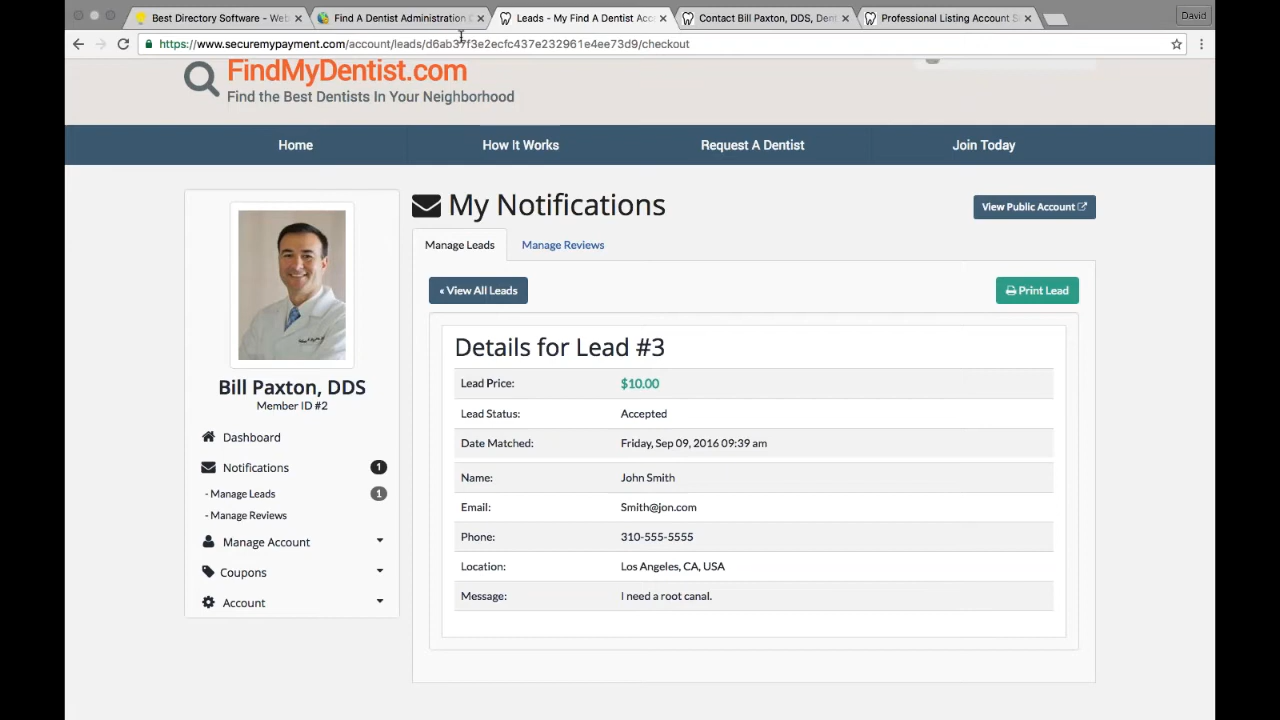 Best Directory Software - Web
Find A Dentist Administration C
Leads - My Find A Dentist Acc
Contact Bill Paxton, DDS, Dent
Professional Listing Account S
David
https://www.securemypayment.com/account/leads/d6ab37f3e2ecfc437e232961e4ee73d9/checkout
FindMyDentist.com
Find the Best Dentists In Your Neighborhood
Home
How It Works
Request A Dentist
Join Today
Bill Paxton, DDS
Member ID #2
Dashboard
Notifications 1
- Manage Leads 1
- Manage Reviews
Manage Account
Coupons
Account
My Notifications
View Public Account
Manage Leads
Manage Reviews
« View All Leads
Print Lead
Details for Lead #3
Lead Price: $10.00
Lead Status: Accepted
Date Matched: Friday, Sep 09, 2016 09:39 am
Name: John Smith
Email: Smith@jon.com
Phone: 310-555-5555
Location: Los Angeles, CA, USA
Message: I need a root canal.